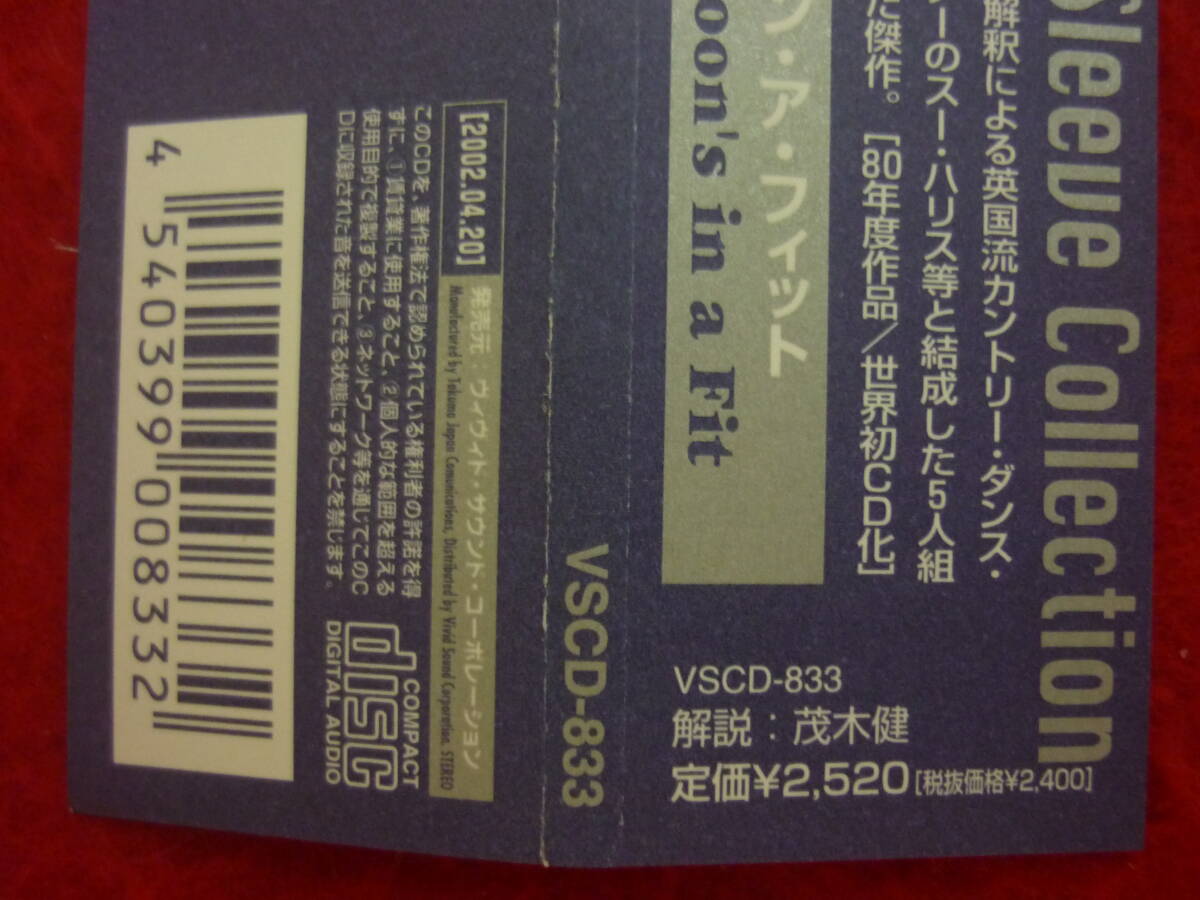 Sleeve Collection
解釈による英国流カントリー・ダンス・
ーのスー・ハリス等と結成した5人組
た傑作。 [80年度作品/世界初CD化]
ン・ア・フィット
oon's in a Fit
VSCD-833
解説：茂木健
定価¥2,520[税抜価格¥2,400]
VSCD-833
[2002.04.20]
発売元：ヴィヴィド・サウンド・コーポレーション
Manufactured by Tokuma Japan Communications, Distributed by Vivid Sound Corporation. STEREO
このCDを、著作権法で認められている権利者の許諾を得
ずに、①賃貸業に使用すること、②個人的な範囲を超える
使用目的で複製すること、③ネットワーク等を通じてこのC
Dに収録された音を送信できる状態にすることを禁じます。
COMPACT
disc
DIGITAL AUDIO
4 540399 008332